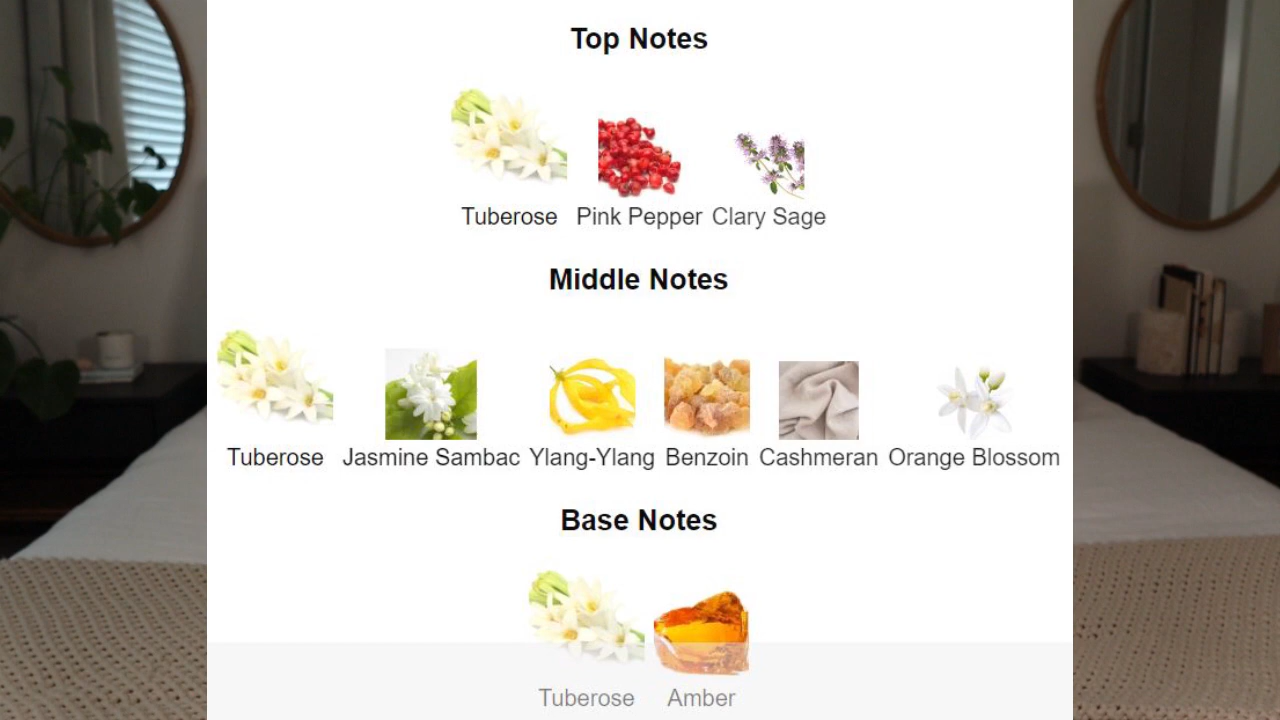 Top Notes
Tuberose Pink Pepper Clary Sage
Middle Notes
Tuberose Jasmine Sambac Ylang-Ylang Benzoin Cashmeran Orange Blossom
Base Notes
Tuberose Amber